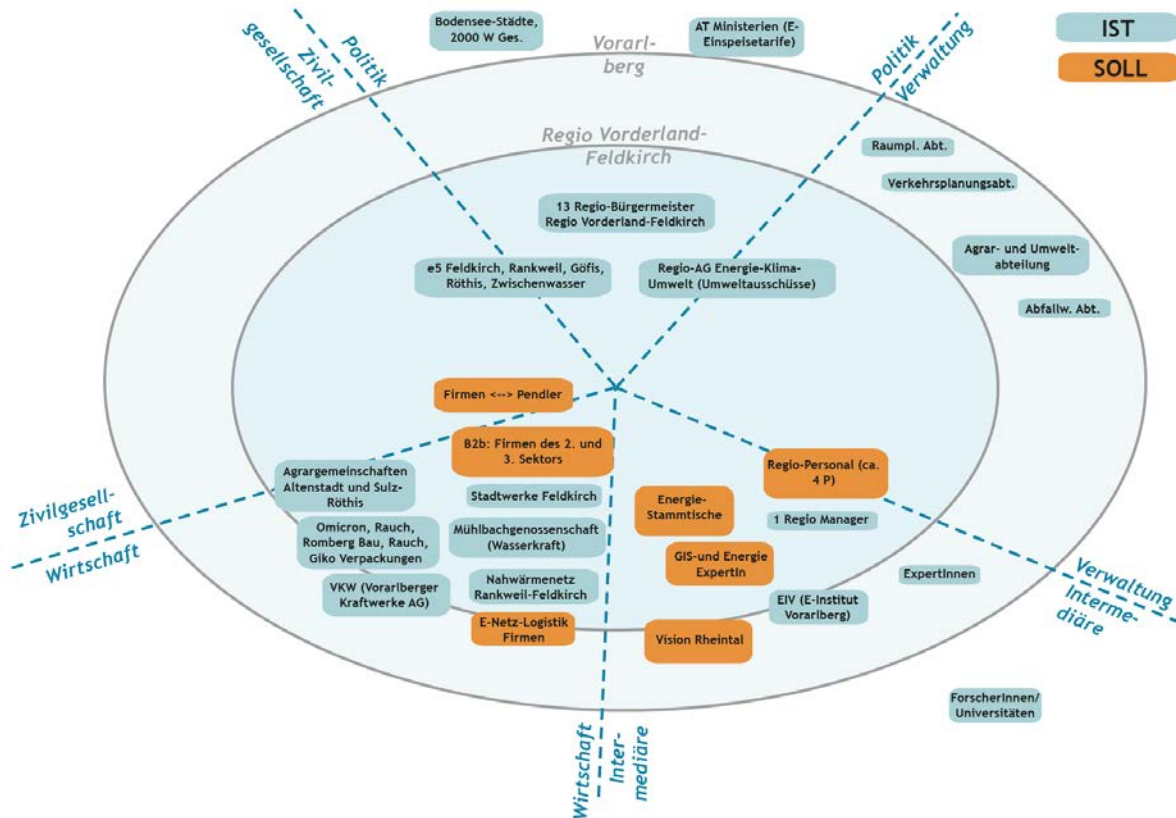 Bodensee-Städte,
2000 W Ges.
AT Ministerien (E-
Einspeisetarife)
IST
SOLL
Zivil-
gesellschaft
Politik
Vorarl-
berg
Politik
Verwaltung
Regio Vorderland-
Feldkirch
Raumpl. Abt.
Verkehrsplanungsabt.
13 Regio-Bürgermeister
Regio Vorderland-Feldkirch
Agrar- und Umwelt-
abteilung
e5 Feldkirch, Rankweil, Göfis,
Röthis, Zwischenwasser
Regio-AG Energie-Klima-
Umwelt (Umweltausschüsse)
Abfallw. Abt.
Firmen <--> Pendler
B2b: Firmen des 2. und
3. Sektors
Agrargemeinschaften
Altenstadt und Sulz-
Röthis
Regio-Personal (ca.
4 P)
Stadtwerke Feldkirch
Energie-
Stammtische
1 Regio Manager
Zivilgesell-
schaft
Wirtschaft
Omicron, Rauch,
Romberg Bau, Rauch,
Giko Verpackungen
Mühlbachgenossenschaft
(Wasserkraft)
GIS-und Energie
ExpertIn
VKW (Vorarlberger
Kraftwerke AG)
Nahwärmenetz
Rankweil-Feldkirch
ExpertInnen
EIV (E-Institut
Vorarlberg)
Verwaltung
Interme-
diäre
E-Netz-Logistik
Firmen
Vision Rheintal
ForscherInnen/
Universitäten
Wirtschaft
Inter-
mediäre